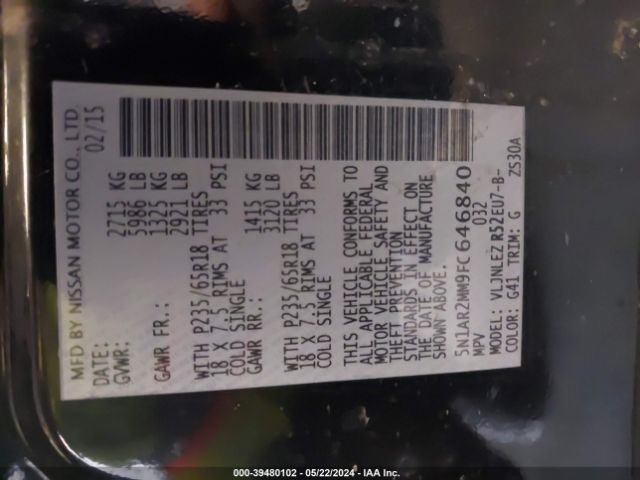 MFD BY NISSAN MOTOR CO., LTD.
DATE: 02/15
GVWR: 2715 KG
5986 LB
GAWR FR.: 1325 KG
2921 LB
WITH P235/65R18 TIRES
18 X 7.5 RIMS AT 33 PSI
COLD SINGLE
GAWR RR.: 1415 KG
3120 LB
WITH P235/65R18 TIRES
18 X 7.5 RIMS AT 33 PSI
COLD SINGLE
THIS VEHICLE CONFORMS TO
ALL APPLICABLE FEDERAL
MOTOR VEHICLE SAFETY AND
THEFT PREVENTION
STANDARDS IN EFFECT ON
THE DATE OF MANUFACTURE
SHOWN ABOVE.
5N1AR2MM9FC 646840
MPV 032
MODEL: VLJNLEZ R52EU7-B-
COLOR: G41 TRIM: G ZS30A
000-39480102 - 05/22/2024 - IAA Inc.